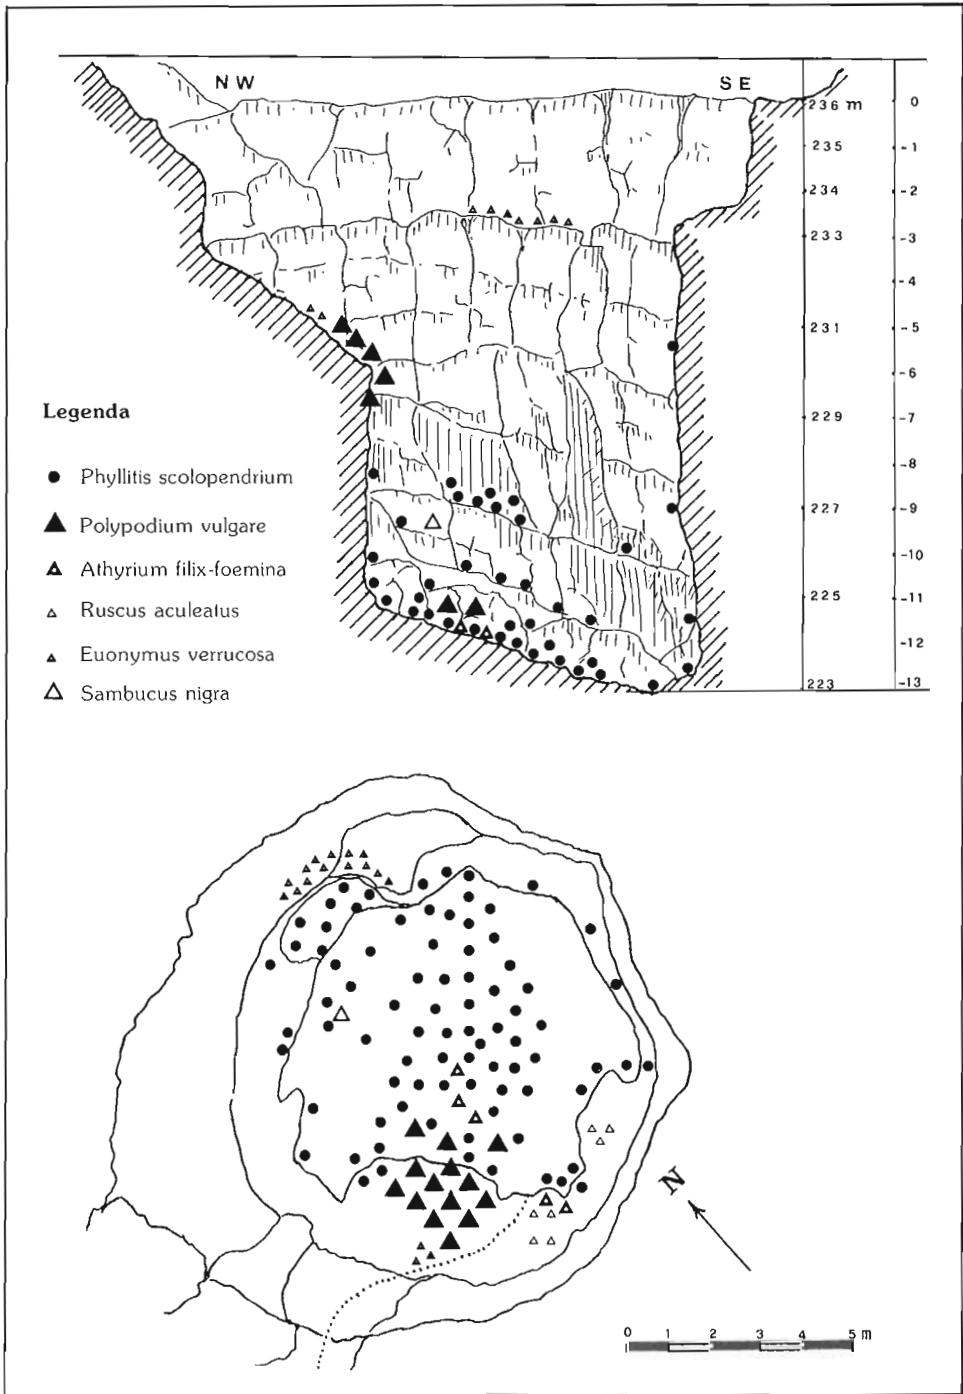 NW SE
236 m 0
235 -1
234 -2
233 -3
-4
231 -5
-6
229 -7
-8
227 -9
-10
225 -11
-12
223 -13
Legenda
Phyllitis scolopendrium
Polypodium vulgare
Athyrium filix-foemina
Ruscus aculeatus
Euonymus verrucosa
Sambucus nigra
N
0 1 2 3 4 5 m